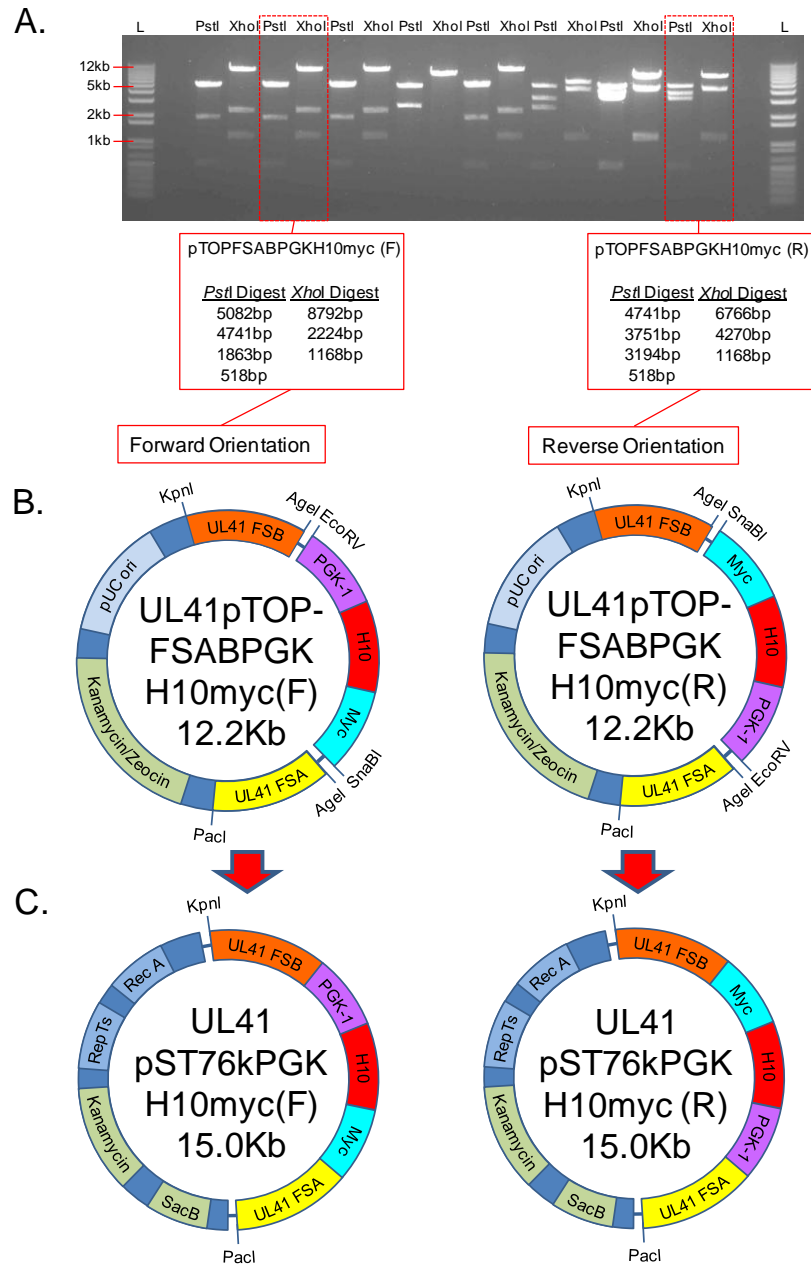 A.
L PstI XhoI PstI XhoI PstI XhoI PstI XhoI PstI XhoI PstI XhoI PstI XhoI PstI XhoI L
12kb
5kb
2kb
1kb
pTOPFSABPGKH10myc (F)
PstI Digest XhoI Digest
5082bp 8792bp
4741bp 2224bp
1863bp 1168bp
518bp
pTOPFSABPGKH10myc (R)
PstI Digest XhoI Digest
4741bp 6766bp
3751bp 4270bp
3194bp 1168bp
518bp
Forward Orientation
Reverse Orientation
B.
KpnI
UL41 FSB
AgeI EcoRV
PGK-1
H10
Myc
AgeI SnaBI
UL41 FSA
PacI
Kanamycin/Zeocin
pUC ori
UL41pTOP-
FSABPGK
H10myc(F)
12.2Kb
KpnI
UL41 FSB
AgeI SnaBI
Myc
H10
PGK-1
AgeI EcoRV
UL41 FSA
PacI
Kanamycin/Zeocin
pUC ori
UL41pTOP-
FSABPGK
H10myc(R)
12.2Kb
C.
KpnI
UL41 FSB
PGK-1
H10
Myc
UL41 FSA
PacI
SacB
Kanamycin
RepTs
Rec A
UL41
pST76kPGK
H10myc(F)
15.0Kb
KpnI
UL41 FSB
Myc
H10
PGK-1
UL41 FSA
PacI
SacB
Kanamycin
RepTs
Rec A
UL41
pST76kPGK
H10myc (R)
15.0Kb